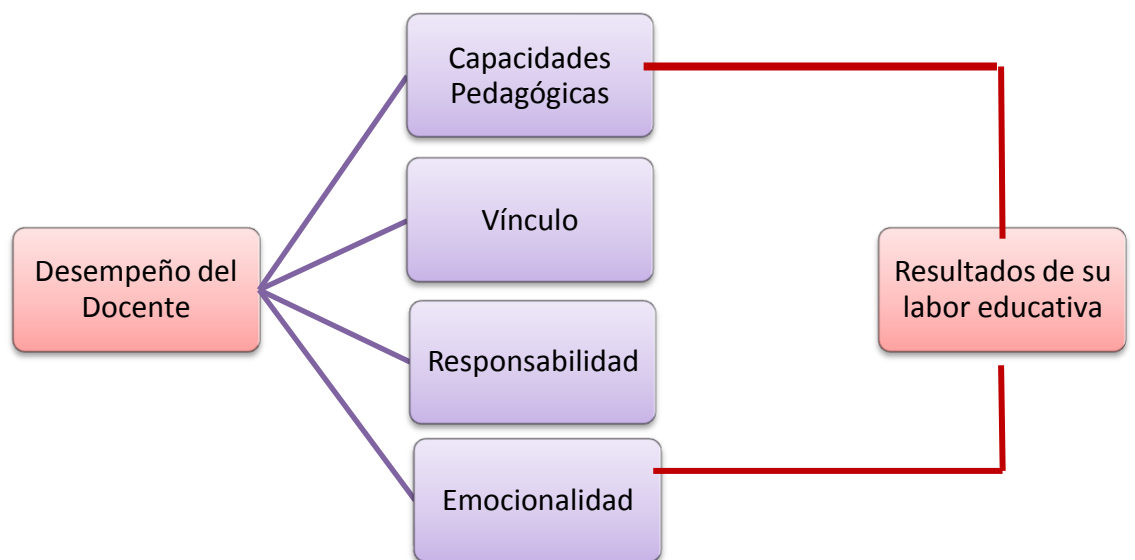 Capacidades
Pedagógicas
Vínculo
Desempeño del
Docente
Resultados de su
labor educativa
Responsabilidad
Emocionalidad